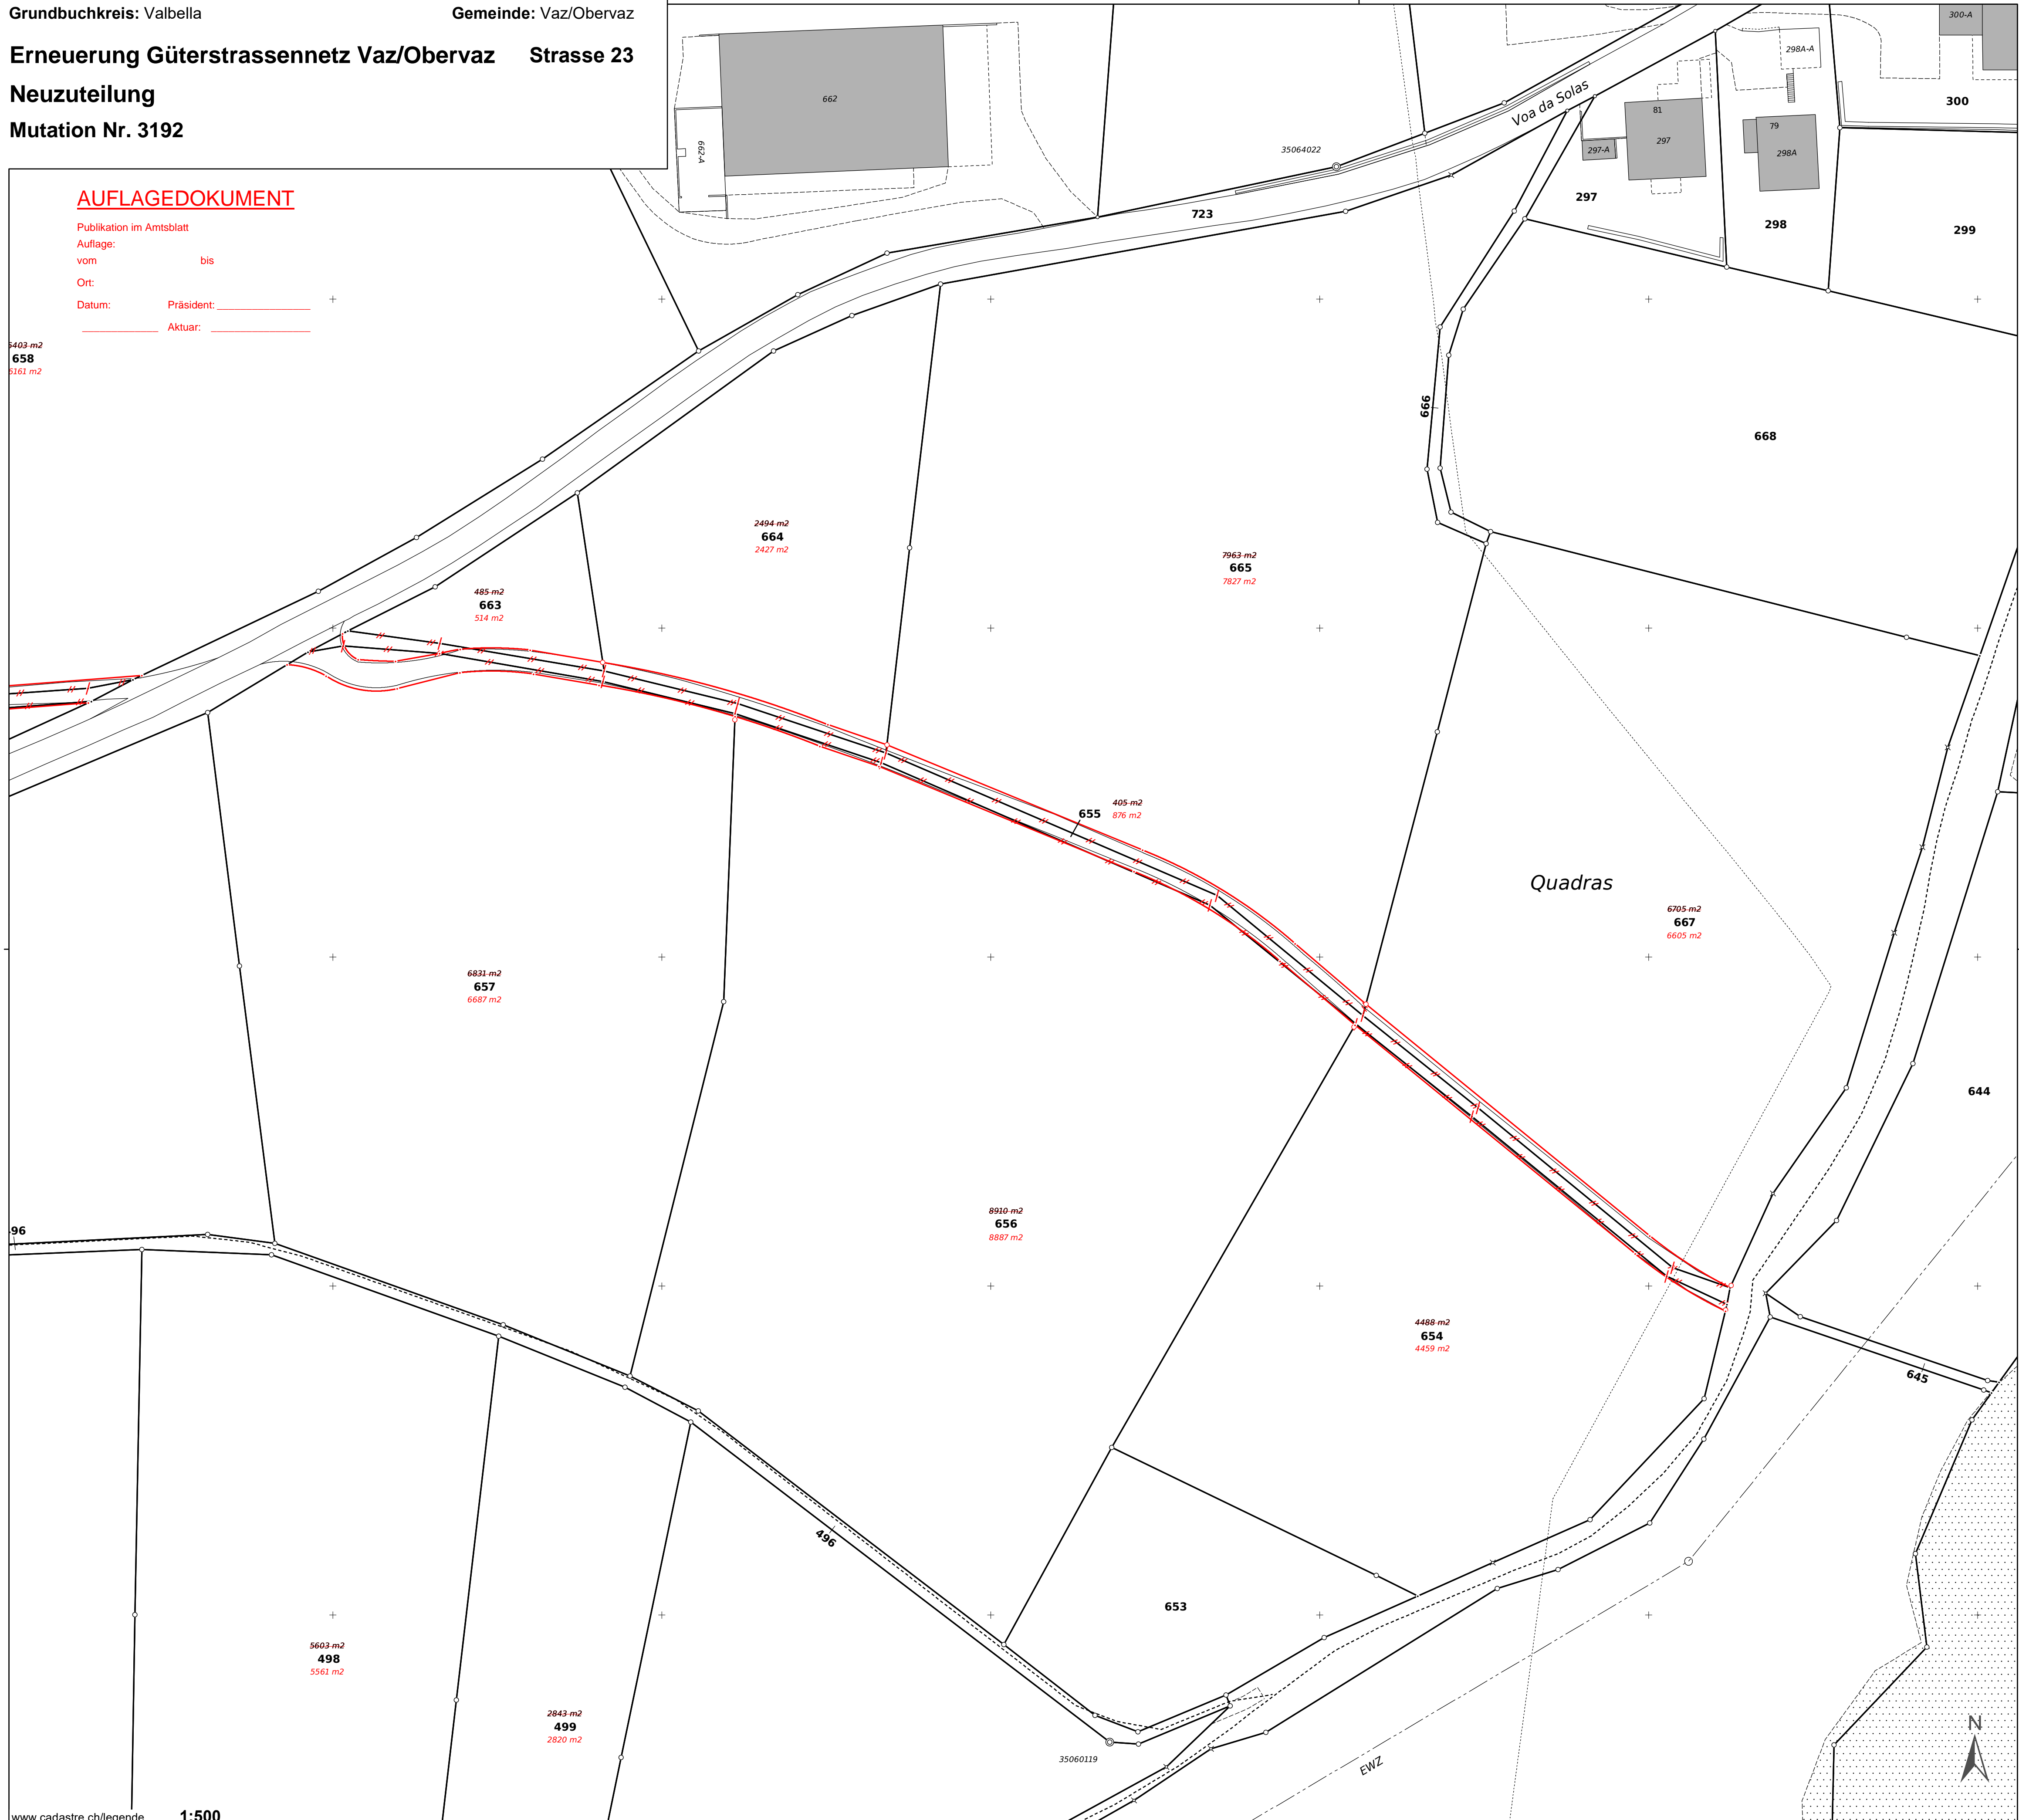 Grundbuchkreis: Valbella Gemeinde: Vaz/Obervaz
Erneuerung Güterstrassennetz Vaz/Obervaz Strasse 23
Neuzuteilung
Mutation Nr. 3192
AUFLAGEDOKUMENT
Publikation im Amtsblatt
Auflage:
vom bis
Ort:
Datum: Präsident:
Aktuar:
662
662-A
35064022
Voa da Solas
723
300-A
298A-A
300
81
297
297-A
79
298A
297
298
299
5403 m2
658
5161 m2
666
668
2494 m2
664
2427 m2
7963 m2
665
7827 m2
485 m2
663
514 m2
655
405 m2
876 m2
Quadras
6705 m2
667
6605 m2
6831 m2
657
6687 m2
644
8910 m2
656
8887 m2
96
4488 m2
654
4459 m2
645
496
653
5603 m2
498
5561 m2
2843 m2
499
2820 m2
35060119
EWZ
N
www.cadastre.ch/legende 1:500